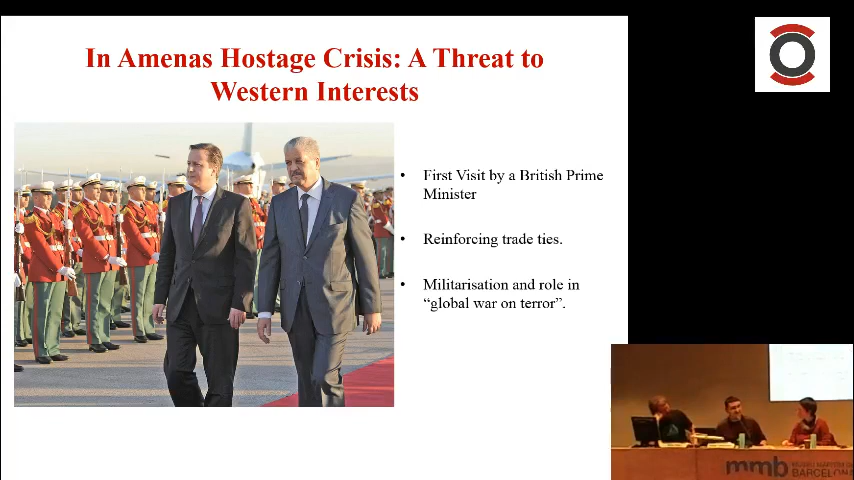 In Amenas Hostage Crisis: A Threat to
Western Interests
• First Visit by a British Prime
Minister
• Reinforcing trade ties.
• Militarisation and role in
“global war on terror”.
mmb
BARCELONA